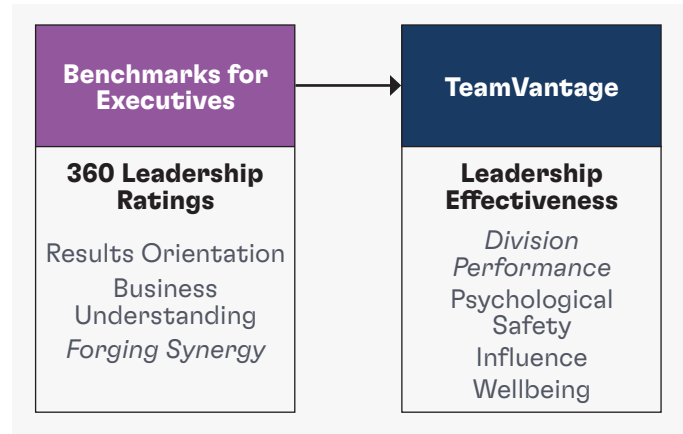 Benchmarks for
Executives
360 Leadership
Ratings
Results Orientation
Business
Understanding
Forging Synergy
TeamVantage
Leadership
Effectiveness
Division
Performance
Psychological
Safety
Influence
Wellbeing